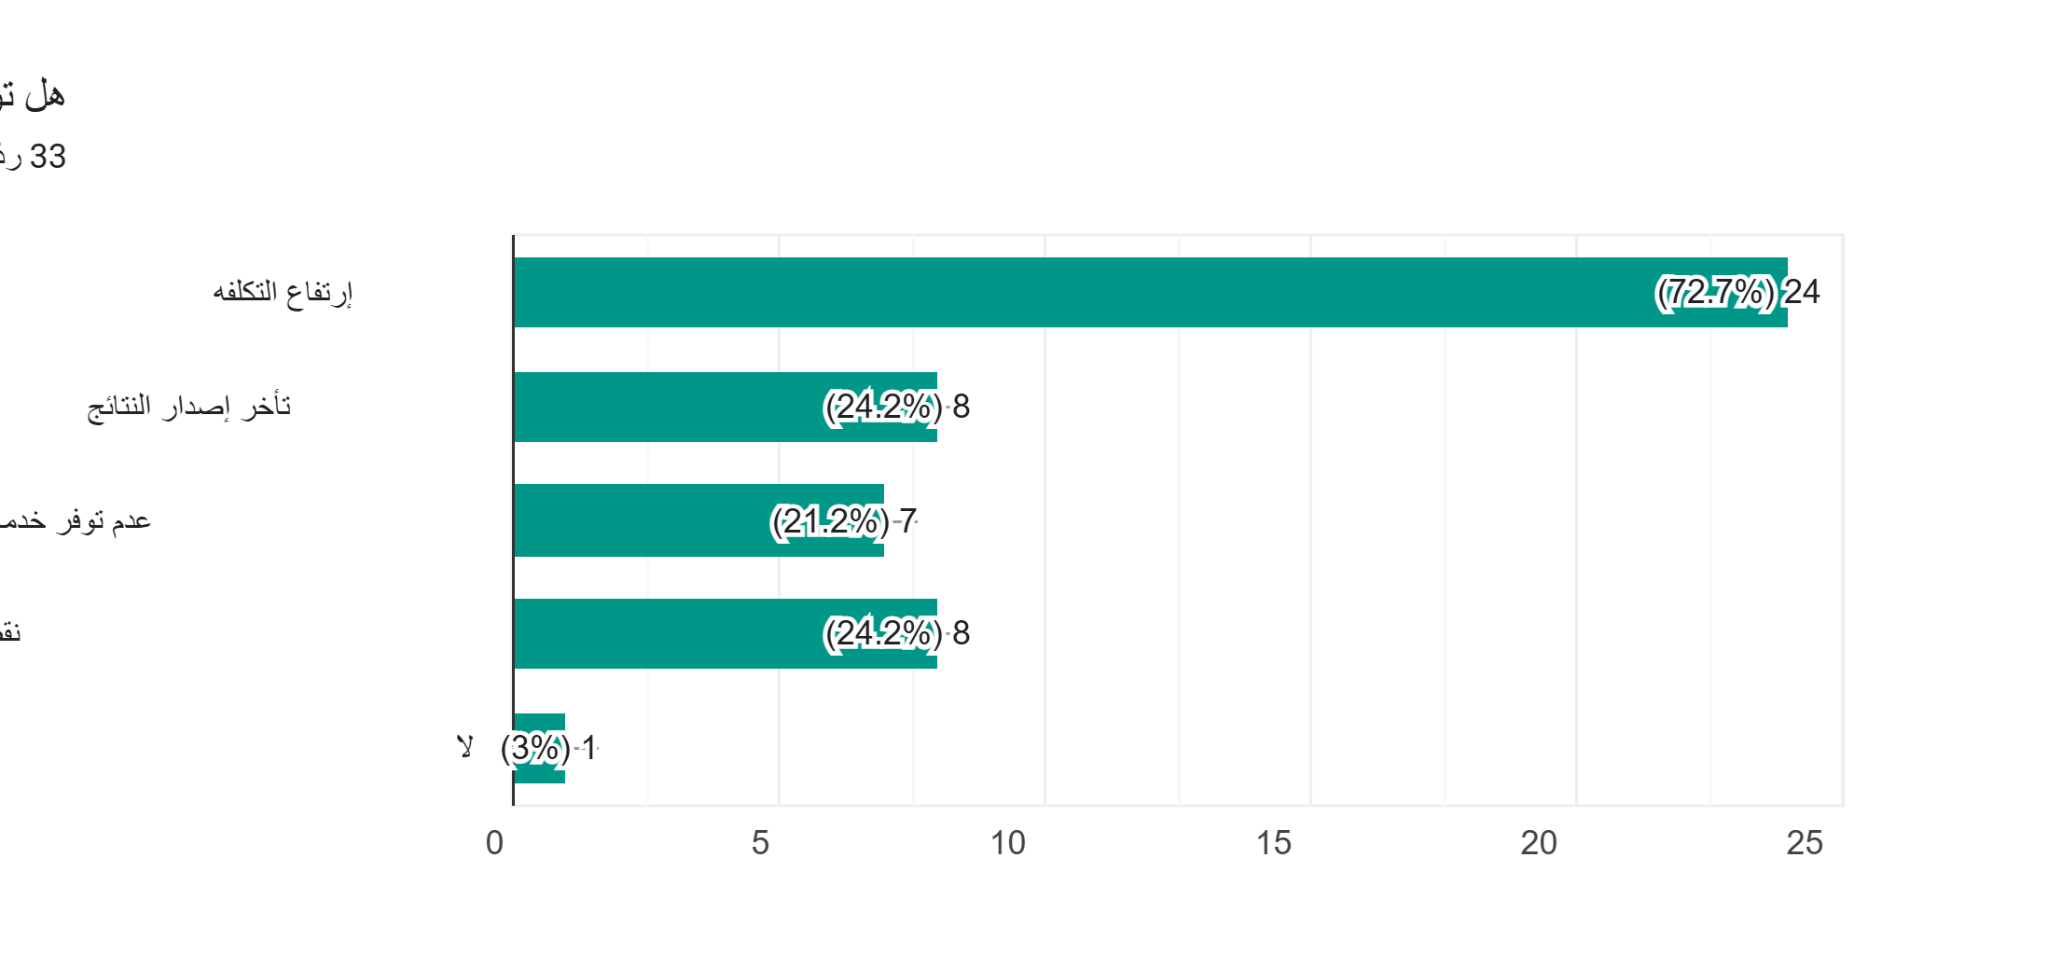 هل
33
إرتفاع التكلفه
24 (72.7%)
تأخر إصدار النتائج
8 (24.2%)
عدم توفر
7 (21.2%)
8 (24.2%)
لا
1 (3%)
0 5 10 15 20 25